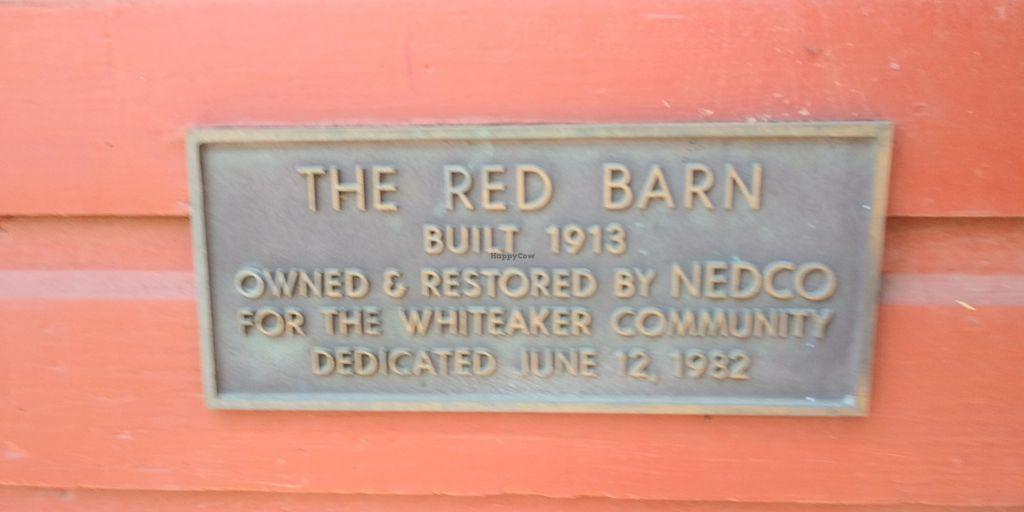 THE RED BARN
BUILT 1913
HappyCow
OWNED & RESTORED BY NEDCO
FOR THE WHITEAKER COMMUNITY
DEDICATED JUNE 12, 1982